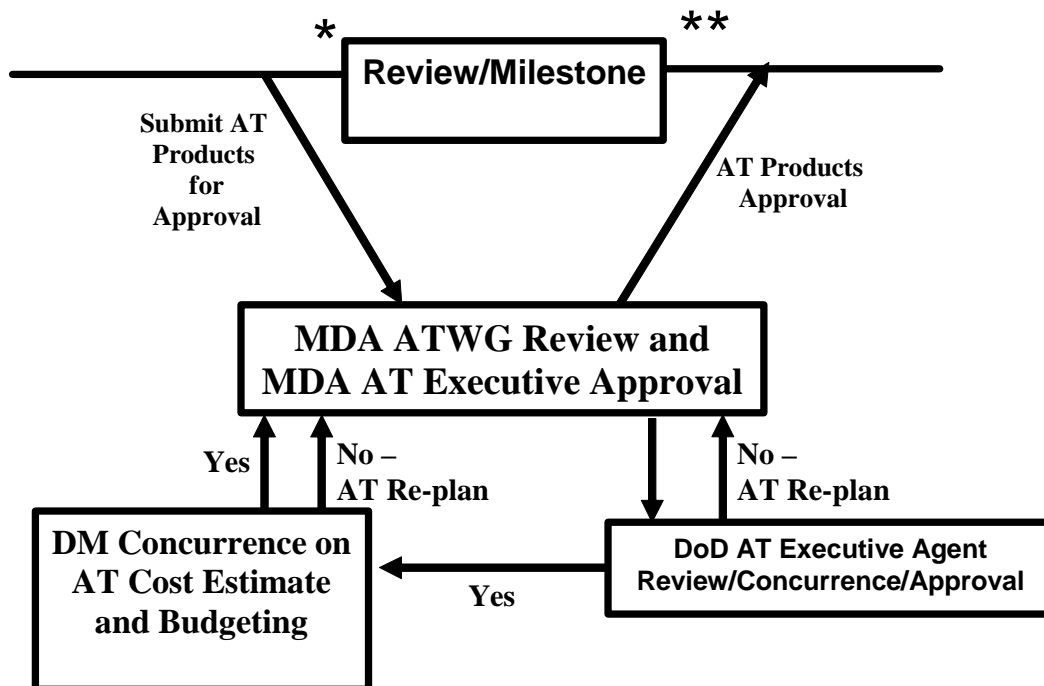 *
**
Review/Milestone
Submit AT
Products
for
Approval
AT Products
Approval
MDA ATWG Review and
MDA AT Executive Approval
Yes
No –
AT Re-plan
No –
AT Re-plan
DM Concurrence on
AT Cost Estimate
and Budgeting
Yes
DoD AT Executive Agent
Review/Concurrence/Approval